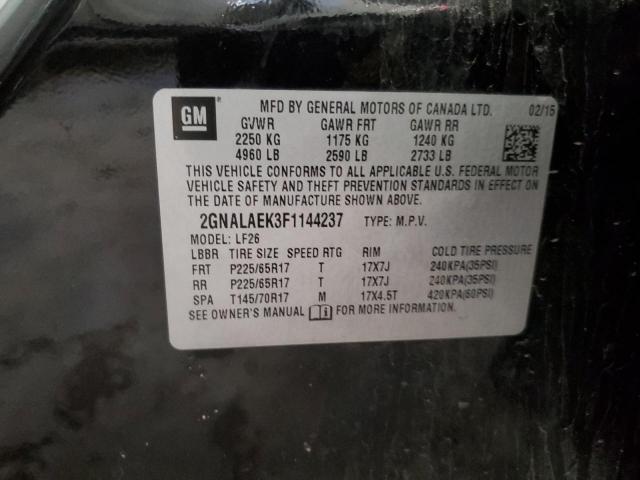 GM ® MFD BY GENERAL MOTORS OF CANADA LTD. 02/15
GVWR GAWR FRT GAWR RR
2250 KG 1175 KG 1240 KG
4960 LB 2590 LB 2733 LB
THIS VEHICLE CONFORMS TO ALL APPLICABLE U.S. FEDERAL MOTOR
VEHICLE SAFETY AND THEFT PREVENTION STANDARDS IN EFFECT ON
THE DATE OF MANUFACTURE SHOWN ABOVE.
2GNALAEK3F1144237 TYPE: M.P.V.
MODEL: LF26
LBBR TIRE SIZE SPEED RTG RIM COLD TIRE PRESSURE
FRT P225/65R17 T 17X7J 240KPA(35PSI)
RR P225/65R17 T 17X7J 240KPA(35PSI)
SPA T145/70R17 M 17X4.5T 420KPA(60PSI)
SEE OWNER'S MANUAL FOR MORE INFORMATION.